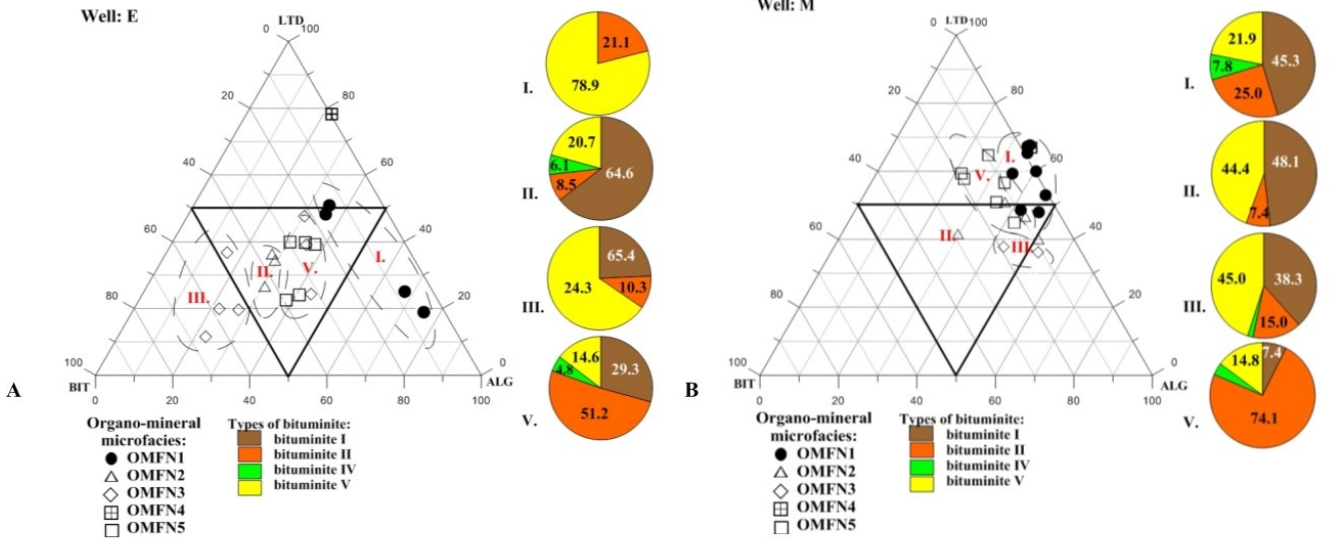 Well: E
LTD
0
100
20
80
40
60
60
40
80
20
100
0
BIT
ALG
0
20
40
60
80
100
I.
II.
III.
V.
A
I.
21.1
78.9
II.
20.7
6.1
8.5
64.6
III.
65.4
10.3
24.3
V.
14.6
4.8
29.3
51.2
Organo-mineral
microfacies:
OMFN1
OMFN2
OMFN3
OMFN4
OMFN5
Types of bituminite:
bituminite I
bituminite II
bituminite IV
bituminite V
Well: M
LTD
0
100
20
80
40
60
60
40
80
20
100
0
BIT
ALG
0
20
40
60
80
100
I.
V.
II.
III.
B
I.
21.9
7.8
25.0
45.3
II.
44.4
7.4
48.1
III.
45.0
38.3
15.0
V.
14.8
7.4
74.1
Organo-mineral
microfacies:
OMFN1
OMFN2
OMFN3
OMFN4
OMFN5
Types of bituminite:
bituminite I
bituminite II
bituminite IV
bituminite V